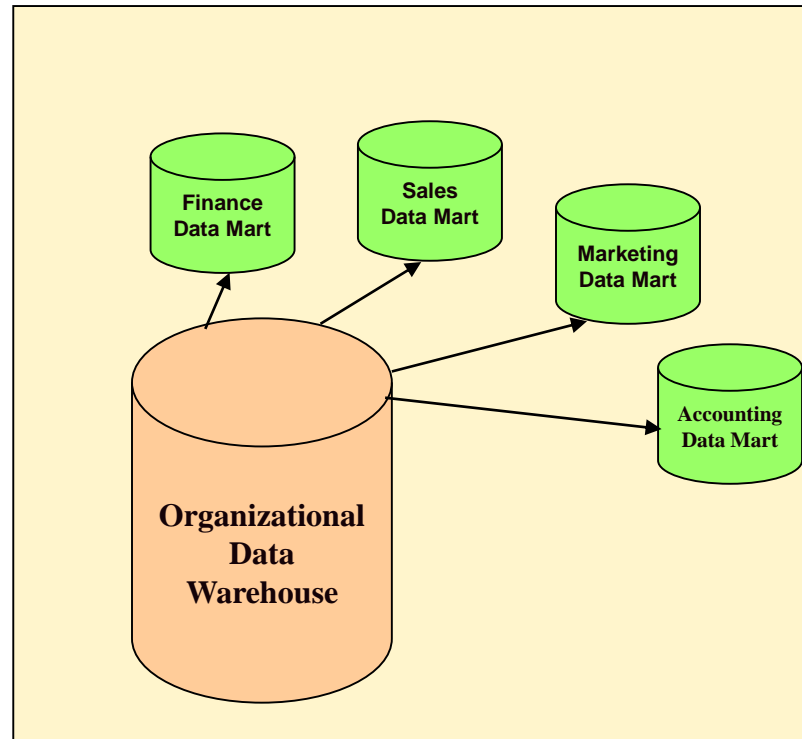 Finance
Data Mart
Sales
Data Mart
Marketing
Data Mart
Accounting
Data Mart
Organizational
Data
Warehouse